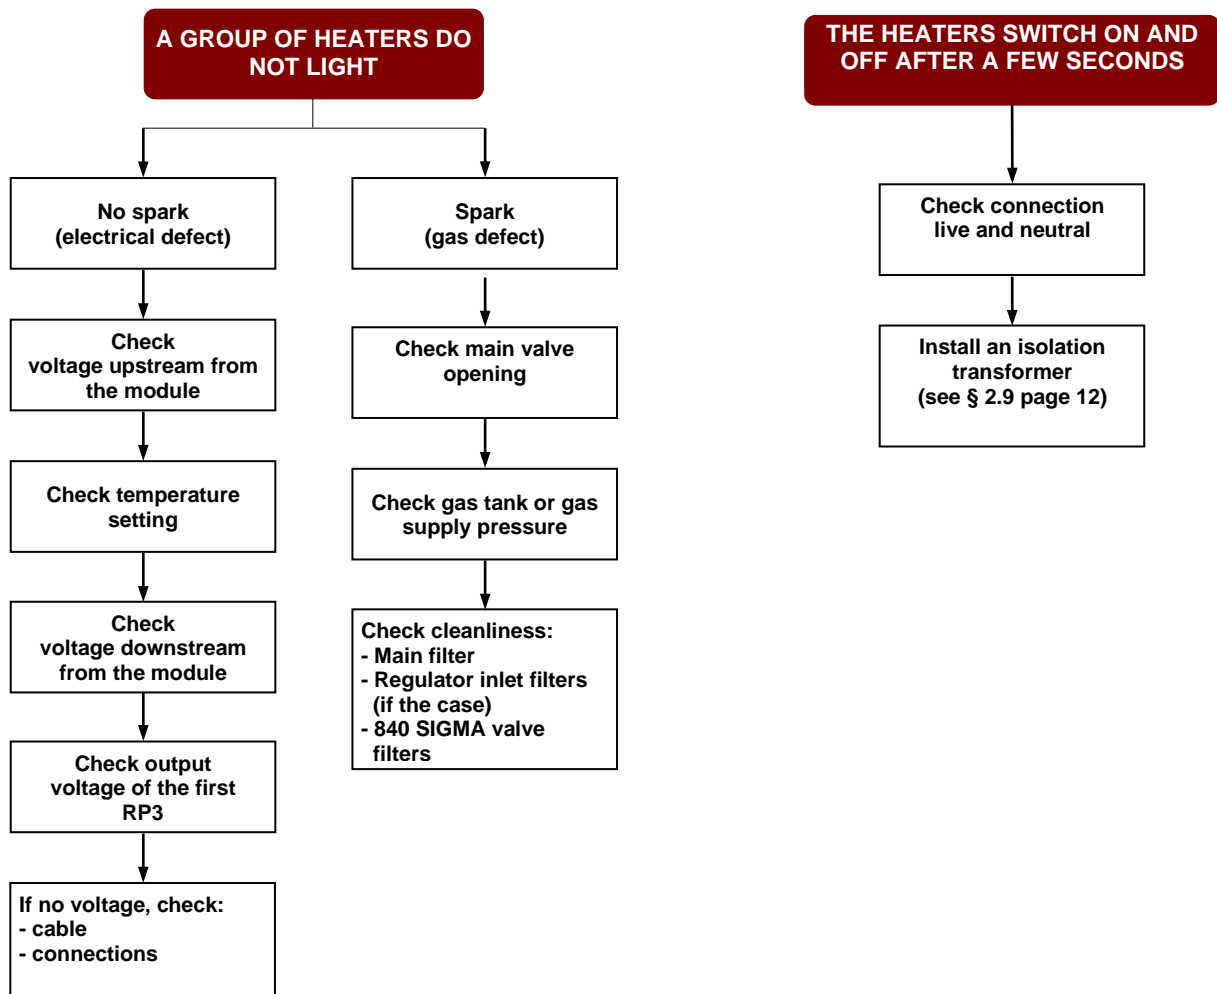 A GROUP OF HEATERS DO
NOT LIGHT
No spark
(electrical defect)
Check
voltage upstream from
the module
Check temperature
setting
Check
voltage downstream
from the module
Check output
voltage of the first
RP3
If no voltage, check:
- cable
- connections
Spark
(gas defect)
Check main valve
opening
Check gas tank or gas
supply pressure
Check cleanliness:
- Main filter
- Regulator inlet filters
(if the case)
- 840 SIGMA valve
filters
THE HEATERS SWITCH ON AND
OFF AFTER A FEW SECONDS
Check connection
live and neutral
Install an isolation
transformer
(see § 2.9 page 12)